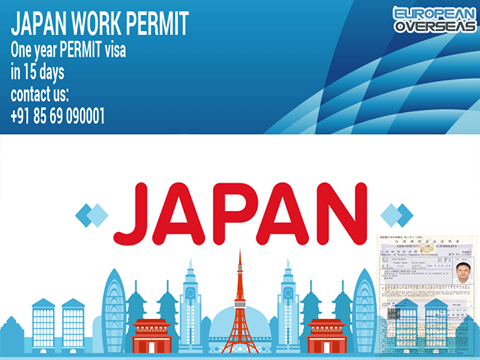 JAPAN WORK PERMIT
One year PERMIT visa
in 15 days
contact us:
+91 85 69 090001
EUROPEAN
OVERSEAS
JAPAN